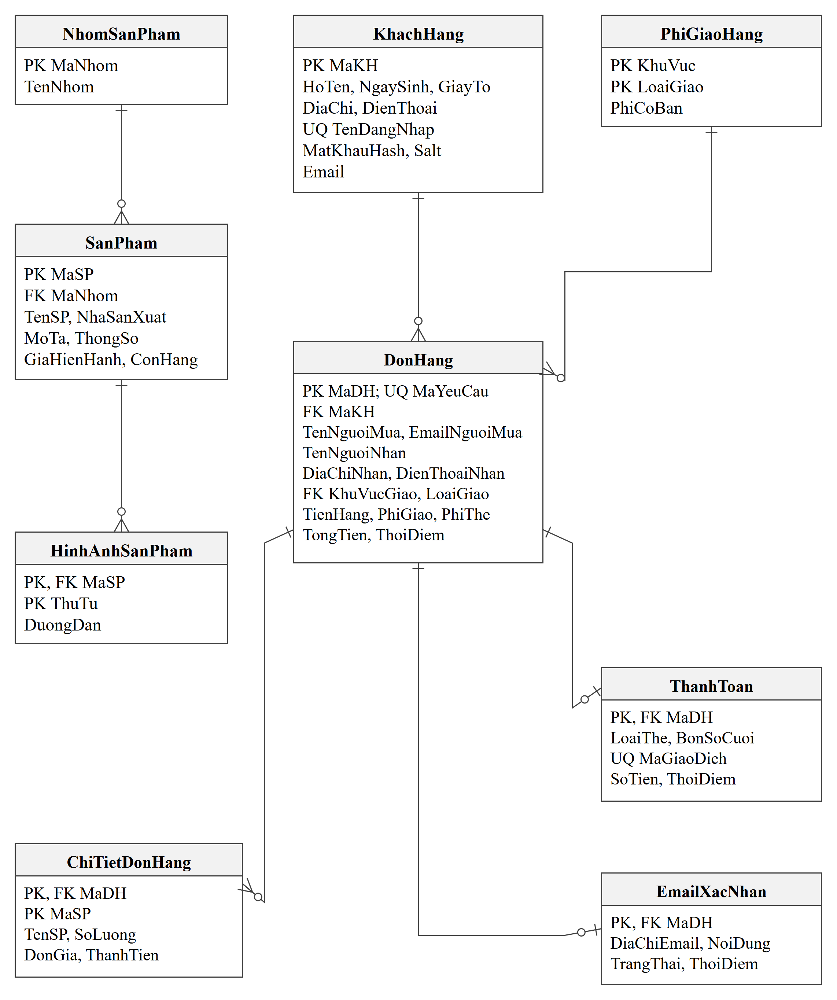 NhomSanPham
PK MaNhom
TenNhom
KhachHang
PK MaKH
HoTen, NgaySinh, GiayTo
DiaChi, DienThoai
UQ TenDangNhap
MatKhauHash, Salt
Email
PhiGiaoHang
PK KhuVuc
PK LoaiGiao
PhiCoBan
SanPham
PK MaSP
FK MaNhom
TenSP, NhaSanXuat
MoTa, ThongSo
GiaHienHanh, ConHang
DonHang
PK MaDH; UQ MaYeuCau
FK MaKH
TenNguoiMua, EmailNguoiMua
TenNguoiNhan
DiaChiNhan, DienThoaiNhan
FK KhuVucGiao, LoaiGiao
TienHang, PhiGiao, PhiThe
TongTien, ThoiDiem
HinhAnhSanPham
PK, FK MaSP
PK ThuTu
DuongDan
ThanhToan
PK, FK MaDH
LoaiThe, BonSoCuoi
UQ MaGiaoDich
SoTien, ThoiDiem
ChiTietDonHang
PK, FK MaDH
PK MaSP
TenSP, SoLuong
DonGia, ThanhTien
EmailXacNhan
PK, FK MaDH
DiaChiEmail, NoiDung
TrangThai, ThoiDiem